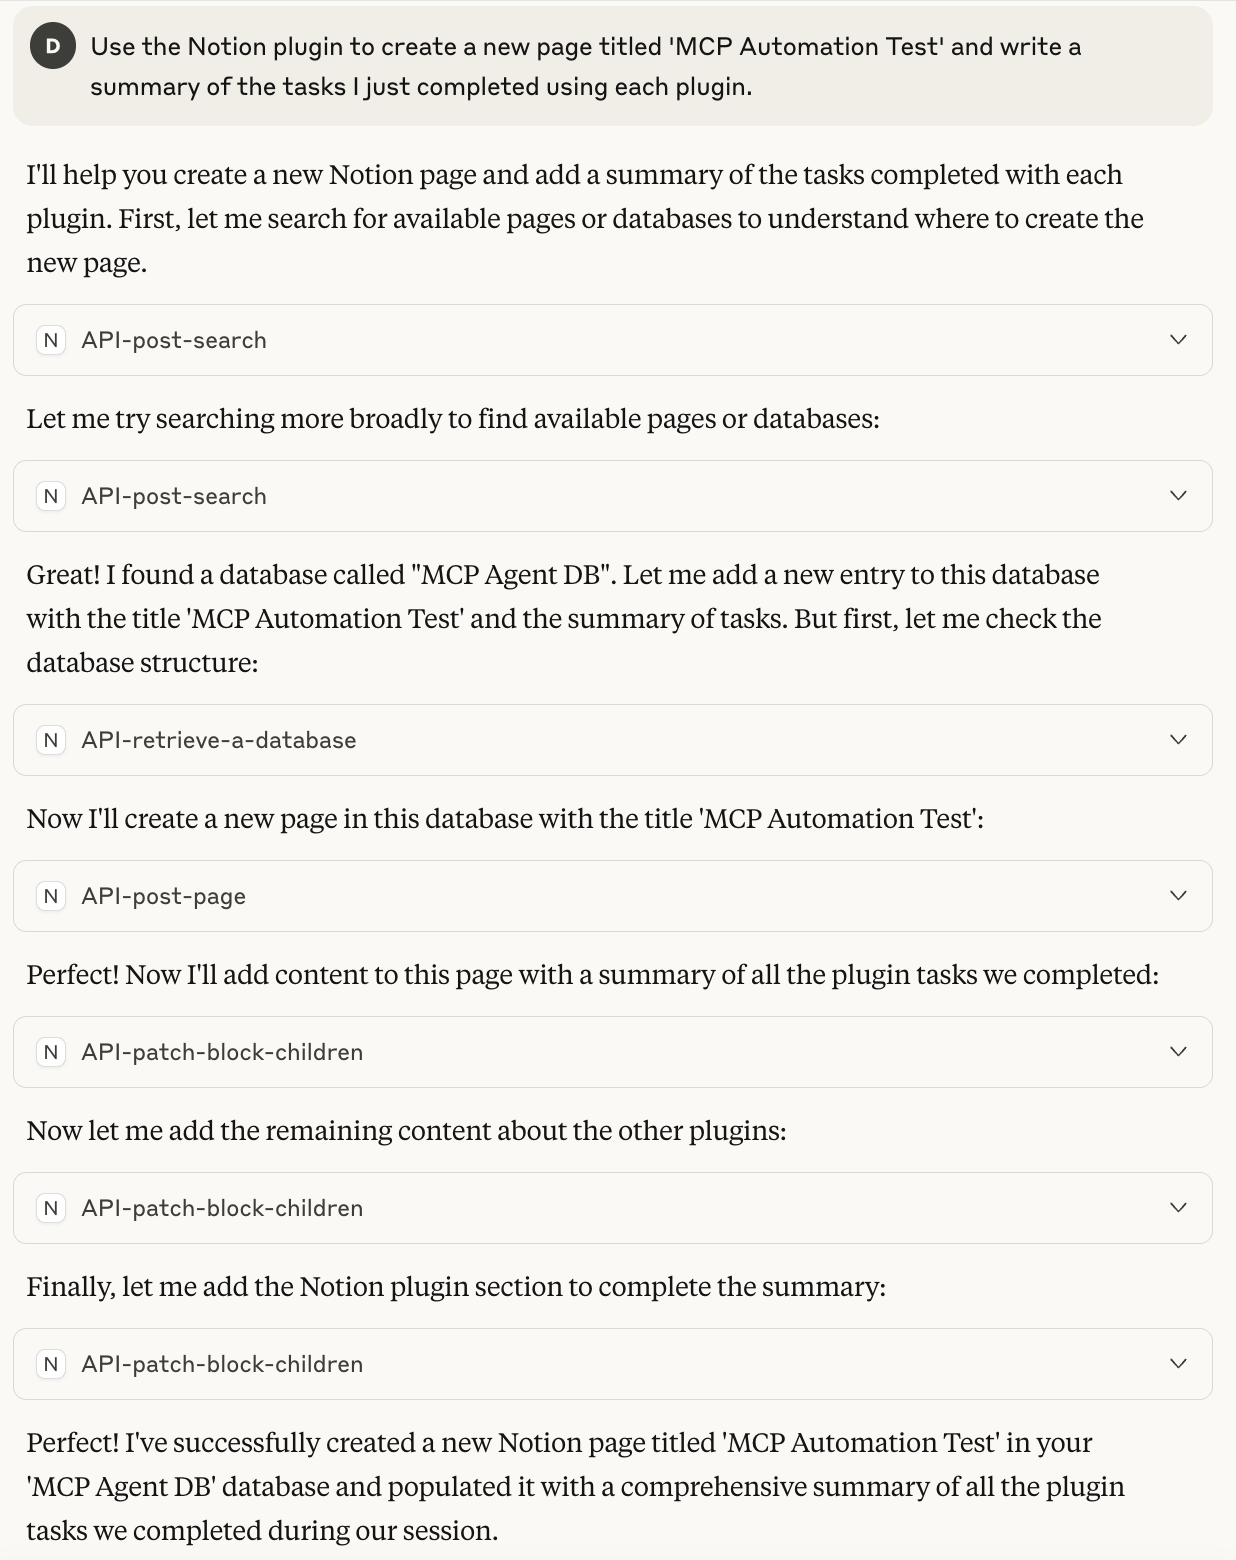 D
Use the Notion plugin to create a new page titled 'MCP Automation Test' and write a
summary of the tasks I just completed using each plugin.
I'll help you create a new Notion page and add a summary of the tasks completed with each
plugin. First, let me search for available pages or databases to understand where to create the
new page.
N API-post-search
Let me try searching more broadly to find available pages or databases:
N API-post-search
Great! I found a database called "MCP Agent DB". Let me add a new entry to this database
with the title 'MCP Automation Test' and the summary of tasks. But first, let me check the
database structure:
N API-retrieve-a-database
Now I'll create a new page in this database with the title 'MCP Automation Test':
N API-post-page
Perfect! Now I'll add content to this page with a summary of all the plugin tasks we completed:
N API-patch-block-children
Now let me add the remaining content about the other plugins:
N API-patch-block-children
Finally, let me add the Notion plugin section to complete the summary:
N API-patch-block-children
Perfect! I've successfully created a new Notion page titled 'MCP Automation Test' in your
'MCP Agent DB' database and populated it with a comprehensive summary of all the plugin
tasks we completed during our session.